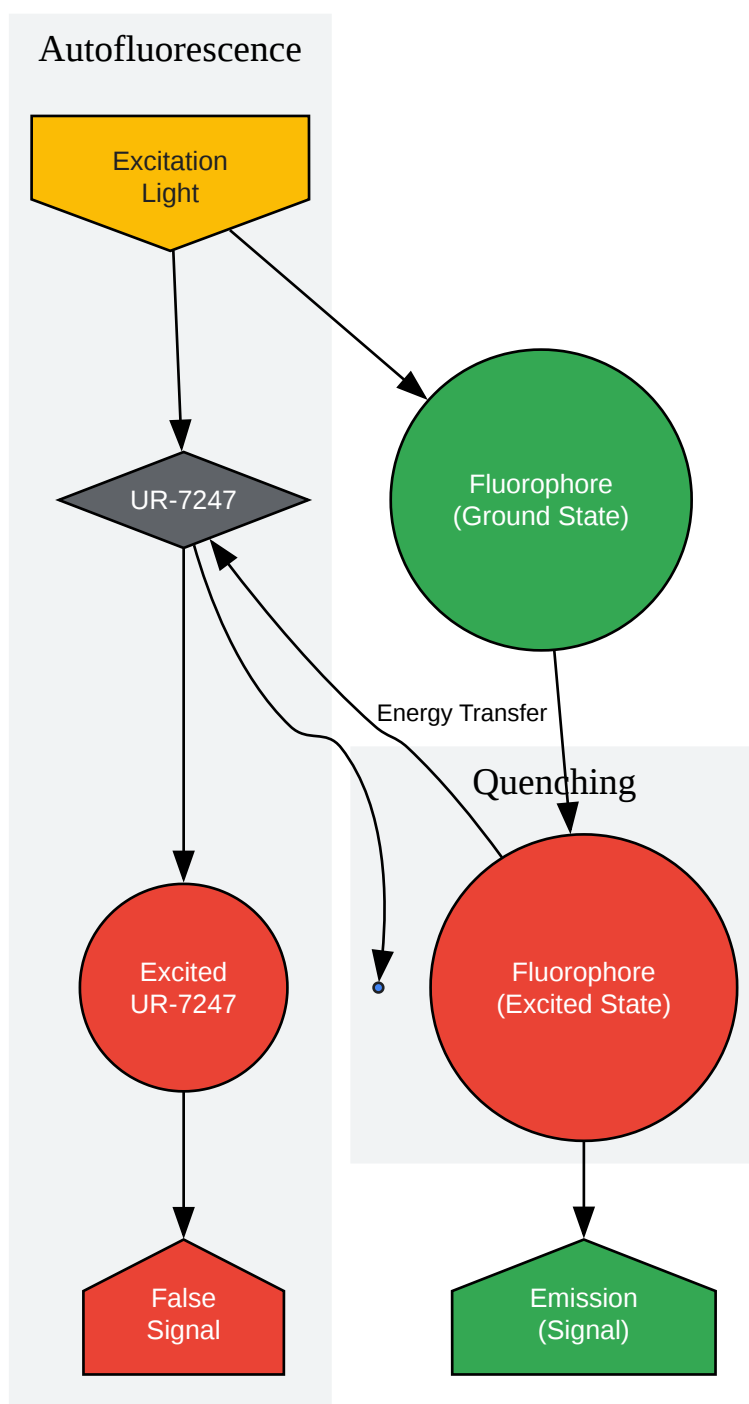 Autofluorescence
Excitation
Light
UR-7247
Fluorophore
(Ground State)
Energy Transfer
Quenching
Excited
UR-7247
Fluorophore
(Excited State)
False
Signal
Emission
(Signal)